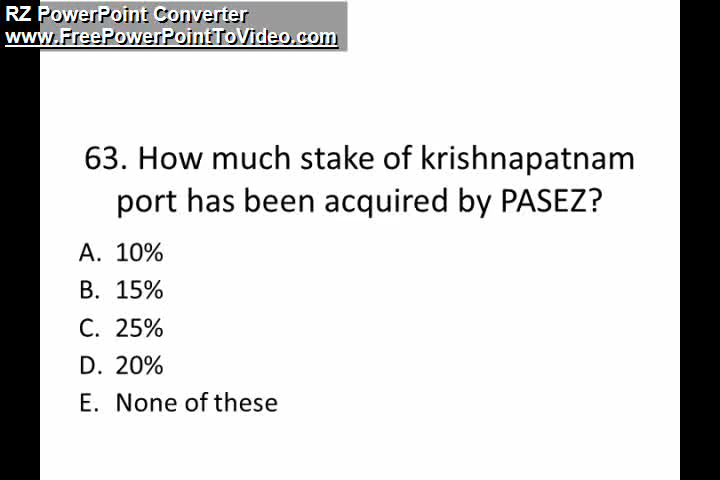 RZ PowerPoint Converter
www.FreePowerPointToVideo.com
63. How much stake of krishnapatnam
port has been acquired by PASEZ?
A. 10%
B. 15%
C. 25%
D. 20%
E. None of these